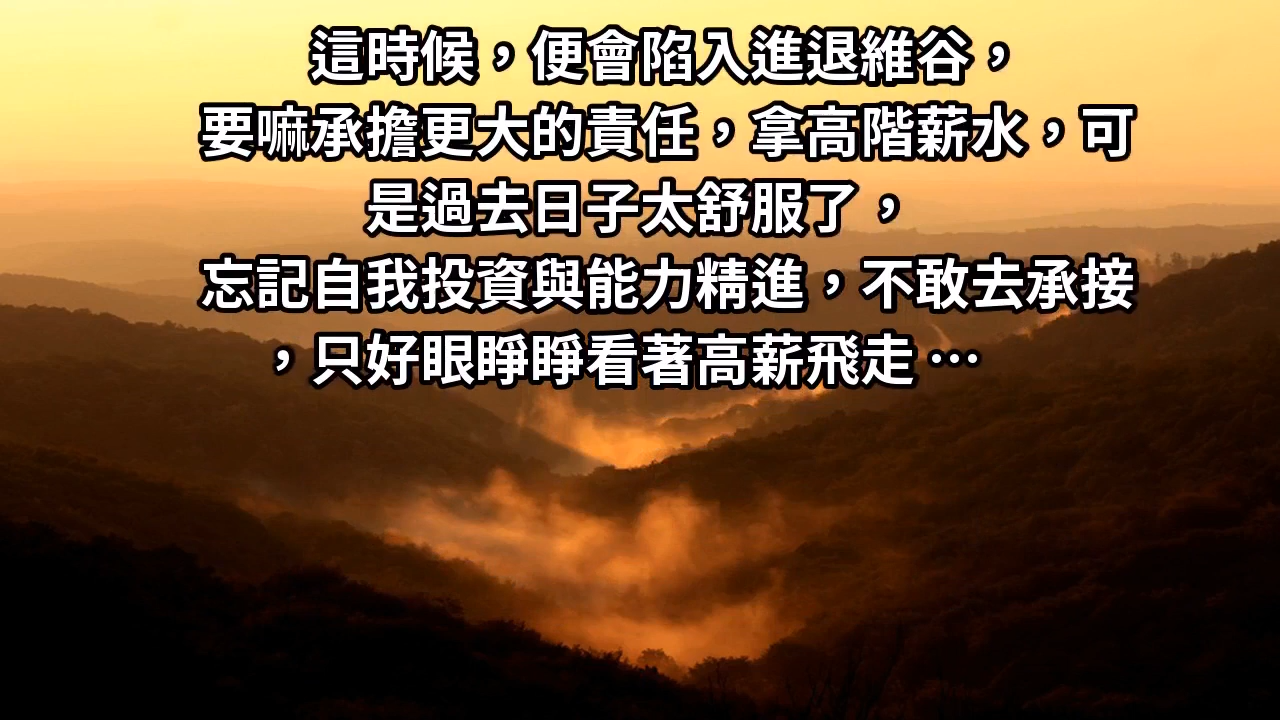 這時候，便會陷入進退維谷，
要嘛承擔更大的責任，拿高階薪水，可
是過去日子太舒服了，
忘記自我投資與能力精進，不敢去承接
，只好眼睜睜看著高薪飛走 …